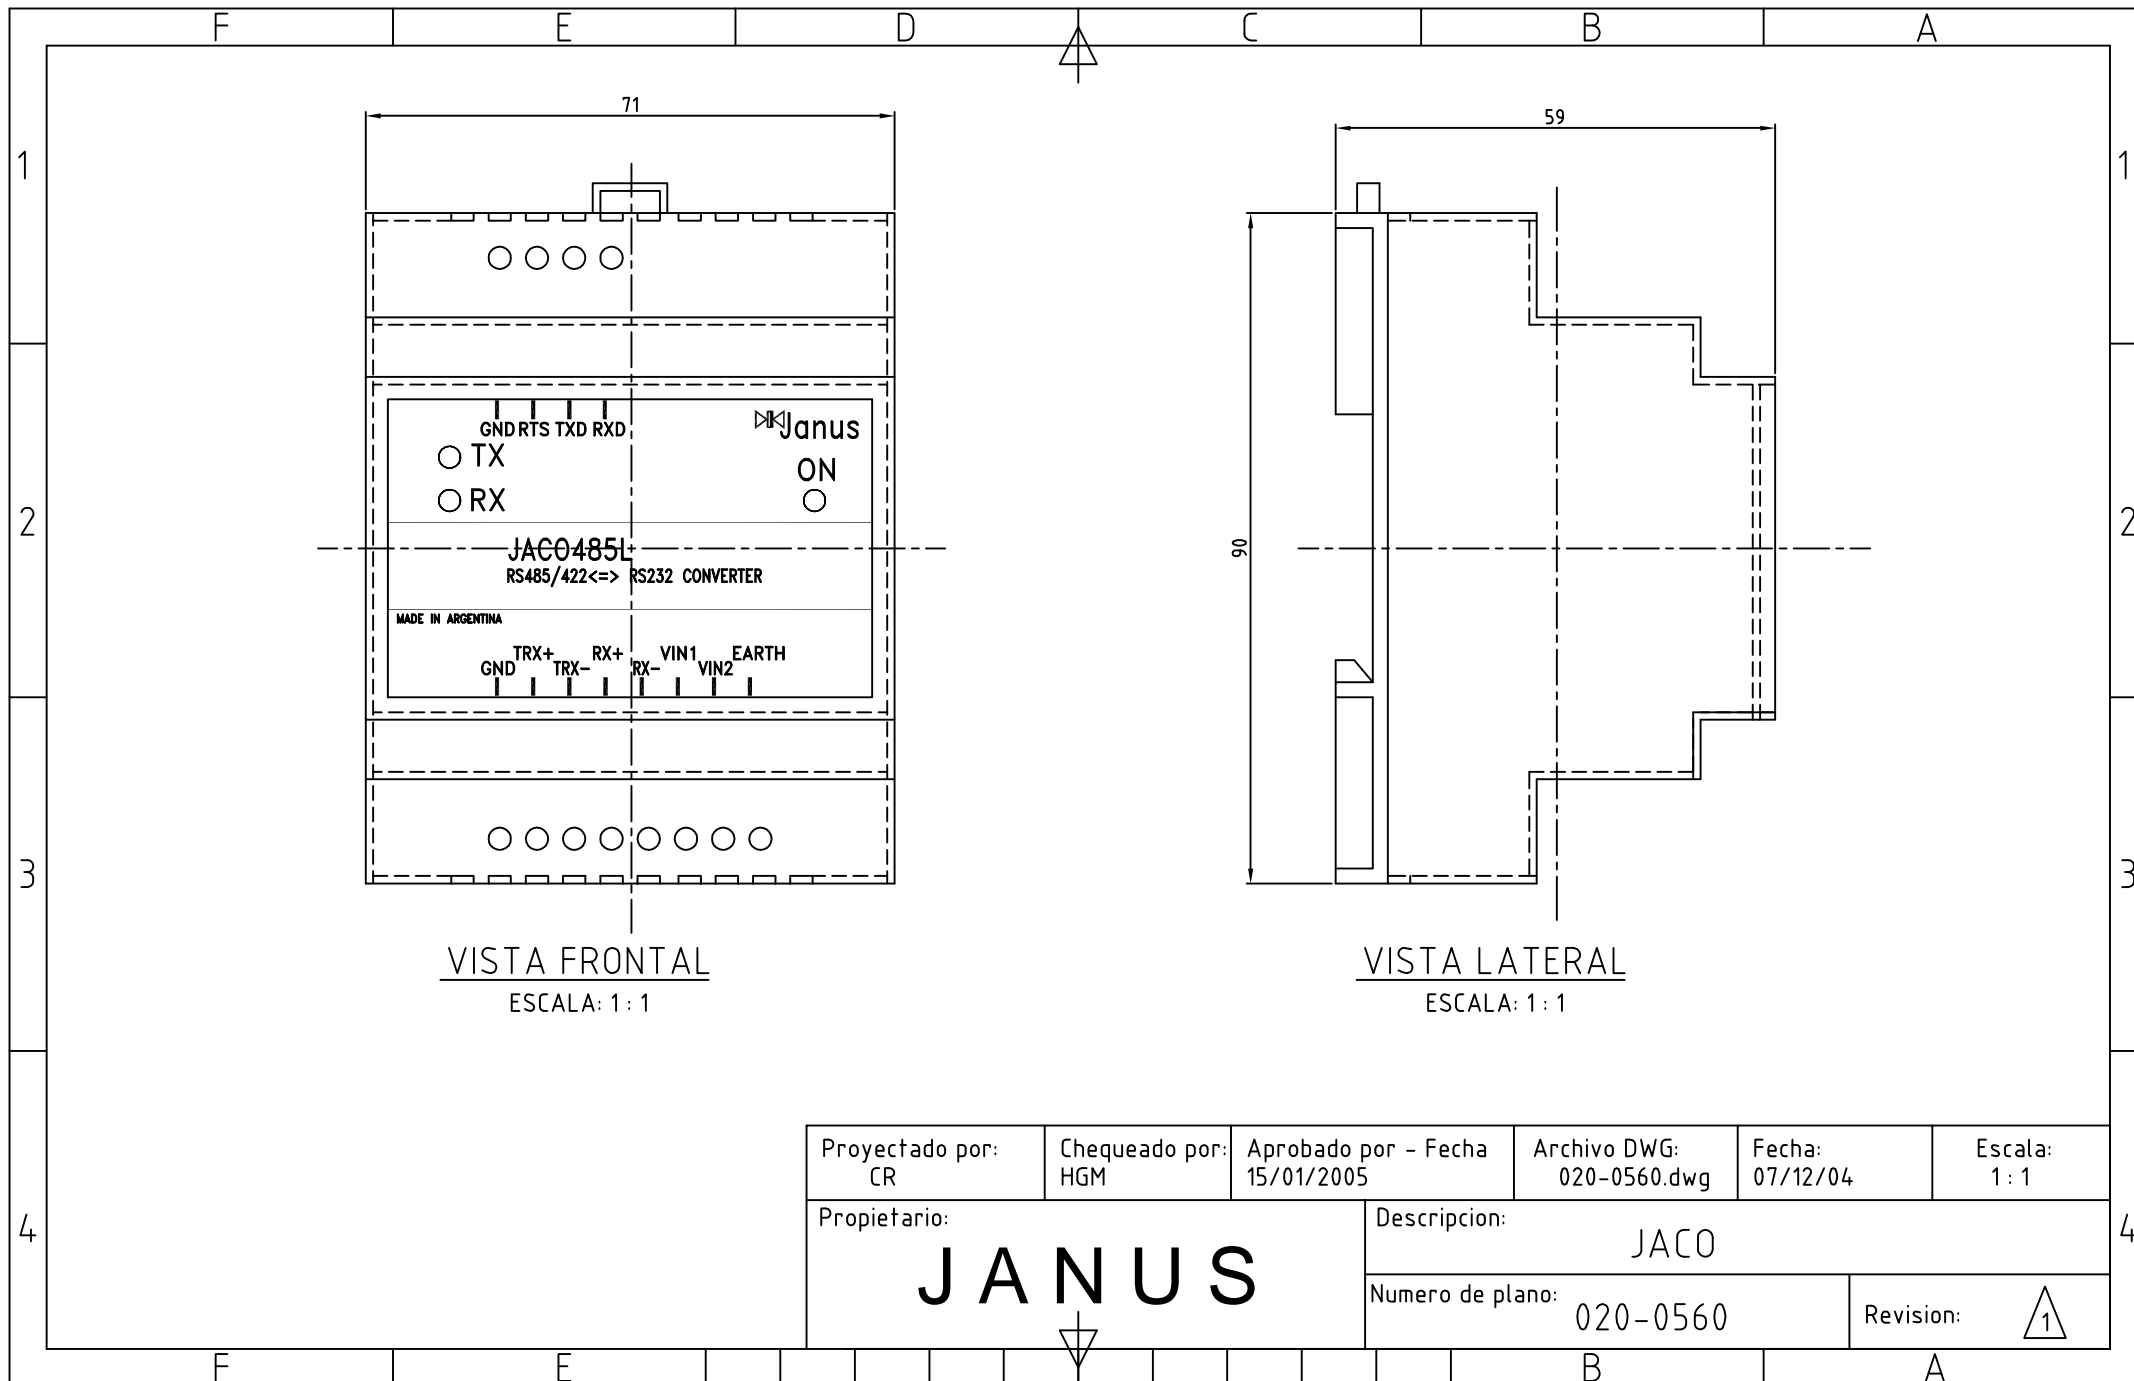 F E D C B A
71
59
1 1
GND RTS TXD RXD
Janus
TX
ON
RX
2 2
90
JACO485L
RS485/422<=> RS232 CONVERTER
MADE IN ARGENTINA
TRX+ RX+ VIN1 EARTH
GND TRX- RX- VIN2
3 3
VISTA FRONTAL
ESCALA: 1 : 1
VISTA LATERAL
ESCALA: 1 : 1
Proyectado por:
CR
Chequeado por:
HGM
Aprobado por - Fecha
15/01/2005
Archivo DWG:
020-0560.dwg
Fecha:
07/12/04
Escala:
1 : 1
4 4
Propietario:
JANUS
Descripcion:
JACO
Numero de plano:
020-0560
Revision:
1
F E B A